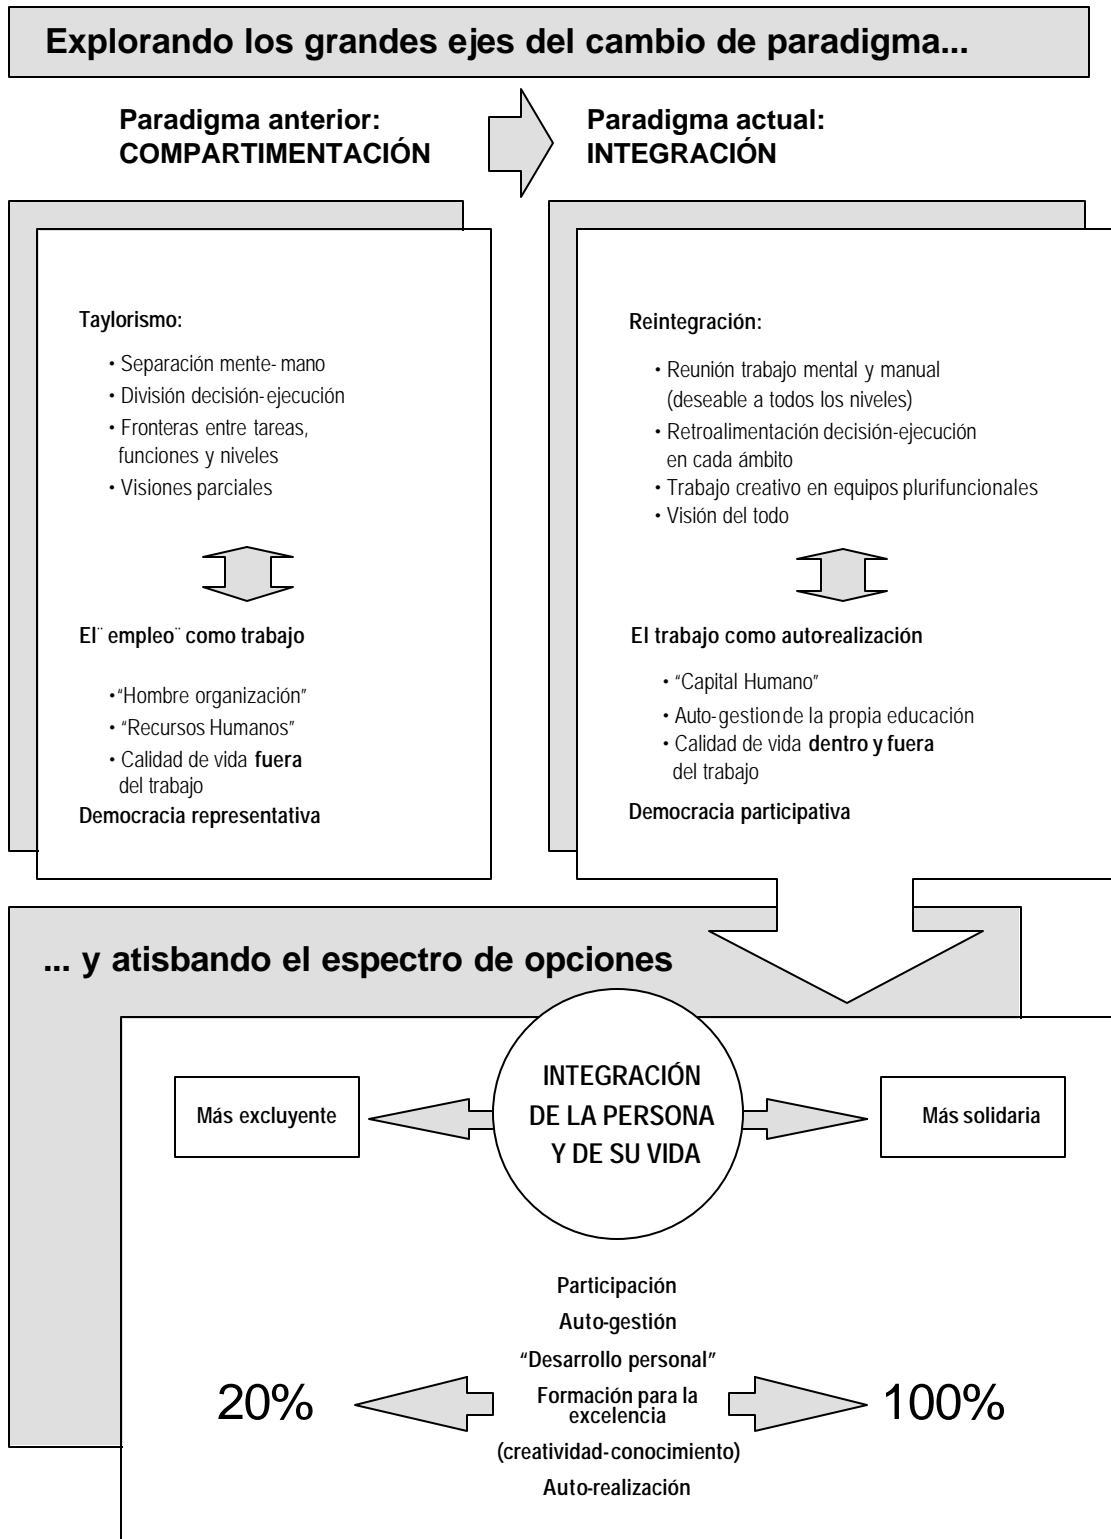 Explorando los grandes ejes del cambio de paradigma...
Paradigma anterior:
COMPARTIMENTACIÓN
Paradigma actual:
INTEGRACIÓN
Taylorismo:
• Separación mente- mano
• División decisión-ejecución
• Fronteras entre tareas,
funciones y niveles
• Visiones parciales
El¨ empleo¨ como trabajo
•“Hombre organización”
• “Recursos Humanos”
• Calidad de vida fuera
del trabajo
Democracia representativa
Reintegración:
• Reunión trabajo mental y manual
(deseable a todos los niveles)
• Retroalimentación decisión-ejecución
en cada ámbito
• Trabajo creativo en equipos plurifuncionales
• Visión del todo
El trabajo como auto-realización
• “Capital Humano”
• Auto-gestion de la propia educación
• Calidad de vida dentro y fuera
del trabajo
Democracia participativa
... y atisbando el espectro de opciones
Más excluyente
INTEGRACIÓN
DE LA PERSONA
Y DE SU VIDA
Más solidaria
Participación
Auto-gestión
“Desarrollo personal”
20%
Formación para la
excelencia
100%
(creatividad-conocimiento)
Auto-realización